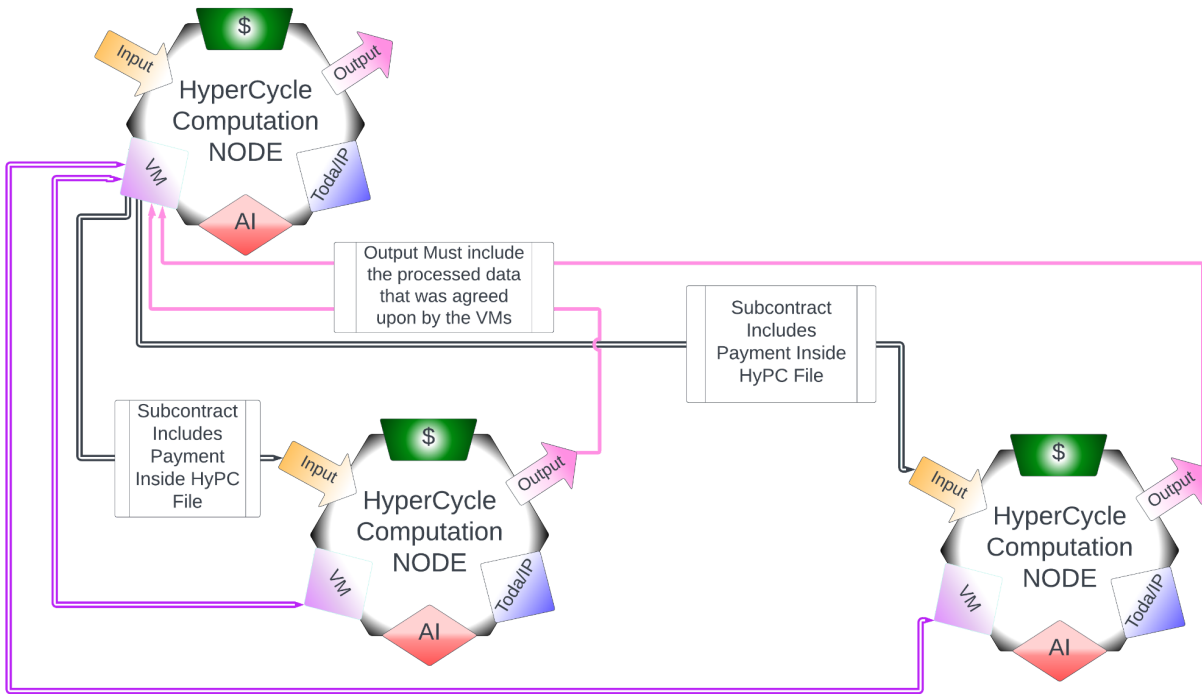 $
Input
Output
HyperCycle
Computation
NODE
VM
Toda/IP
AI
Output Must include
the processed data
that was agreed
upon by the VMs
Subcontract
Includes
Payment Inside
HyPC File
Subcontract
Includes
Payment
Inside HyPC
File
$
Input
Output
HyperCycle
Computation
NODE
VM
Toda/IP
AI
$
Input
Output
HyperCycle
Computation
NODE
VM
Toda/IP
AI